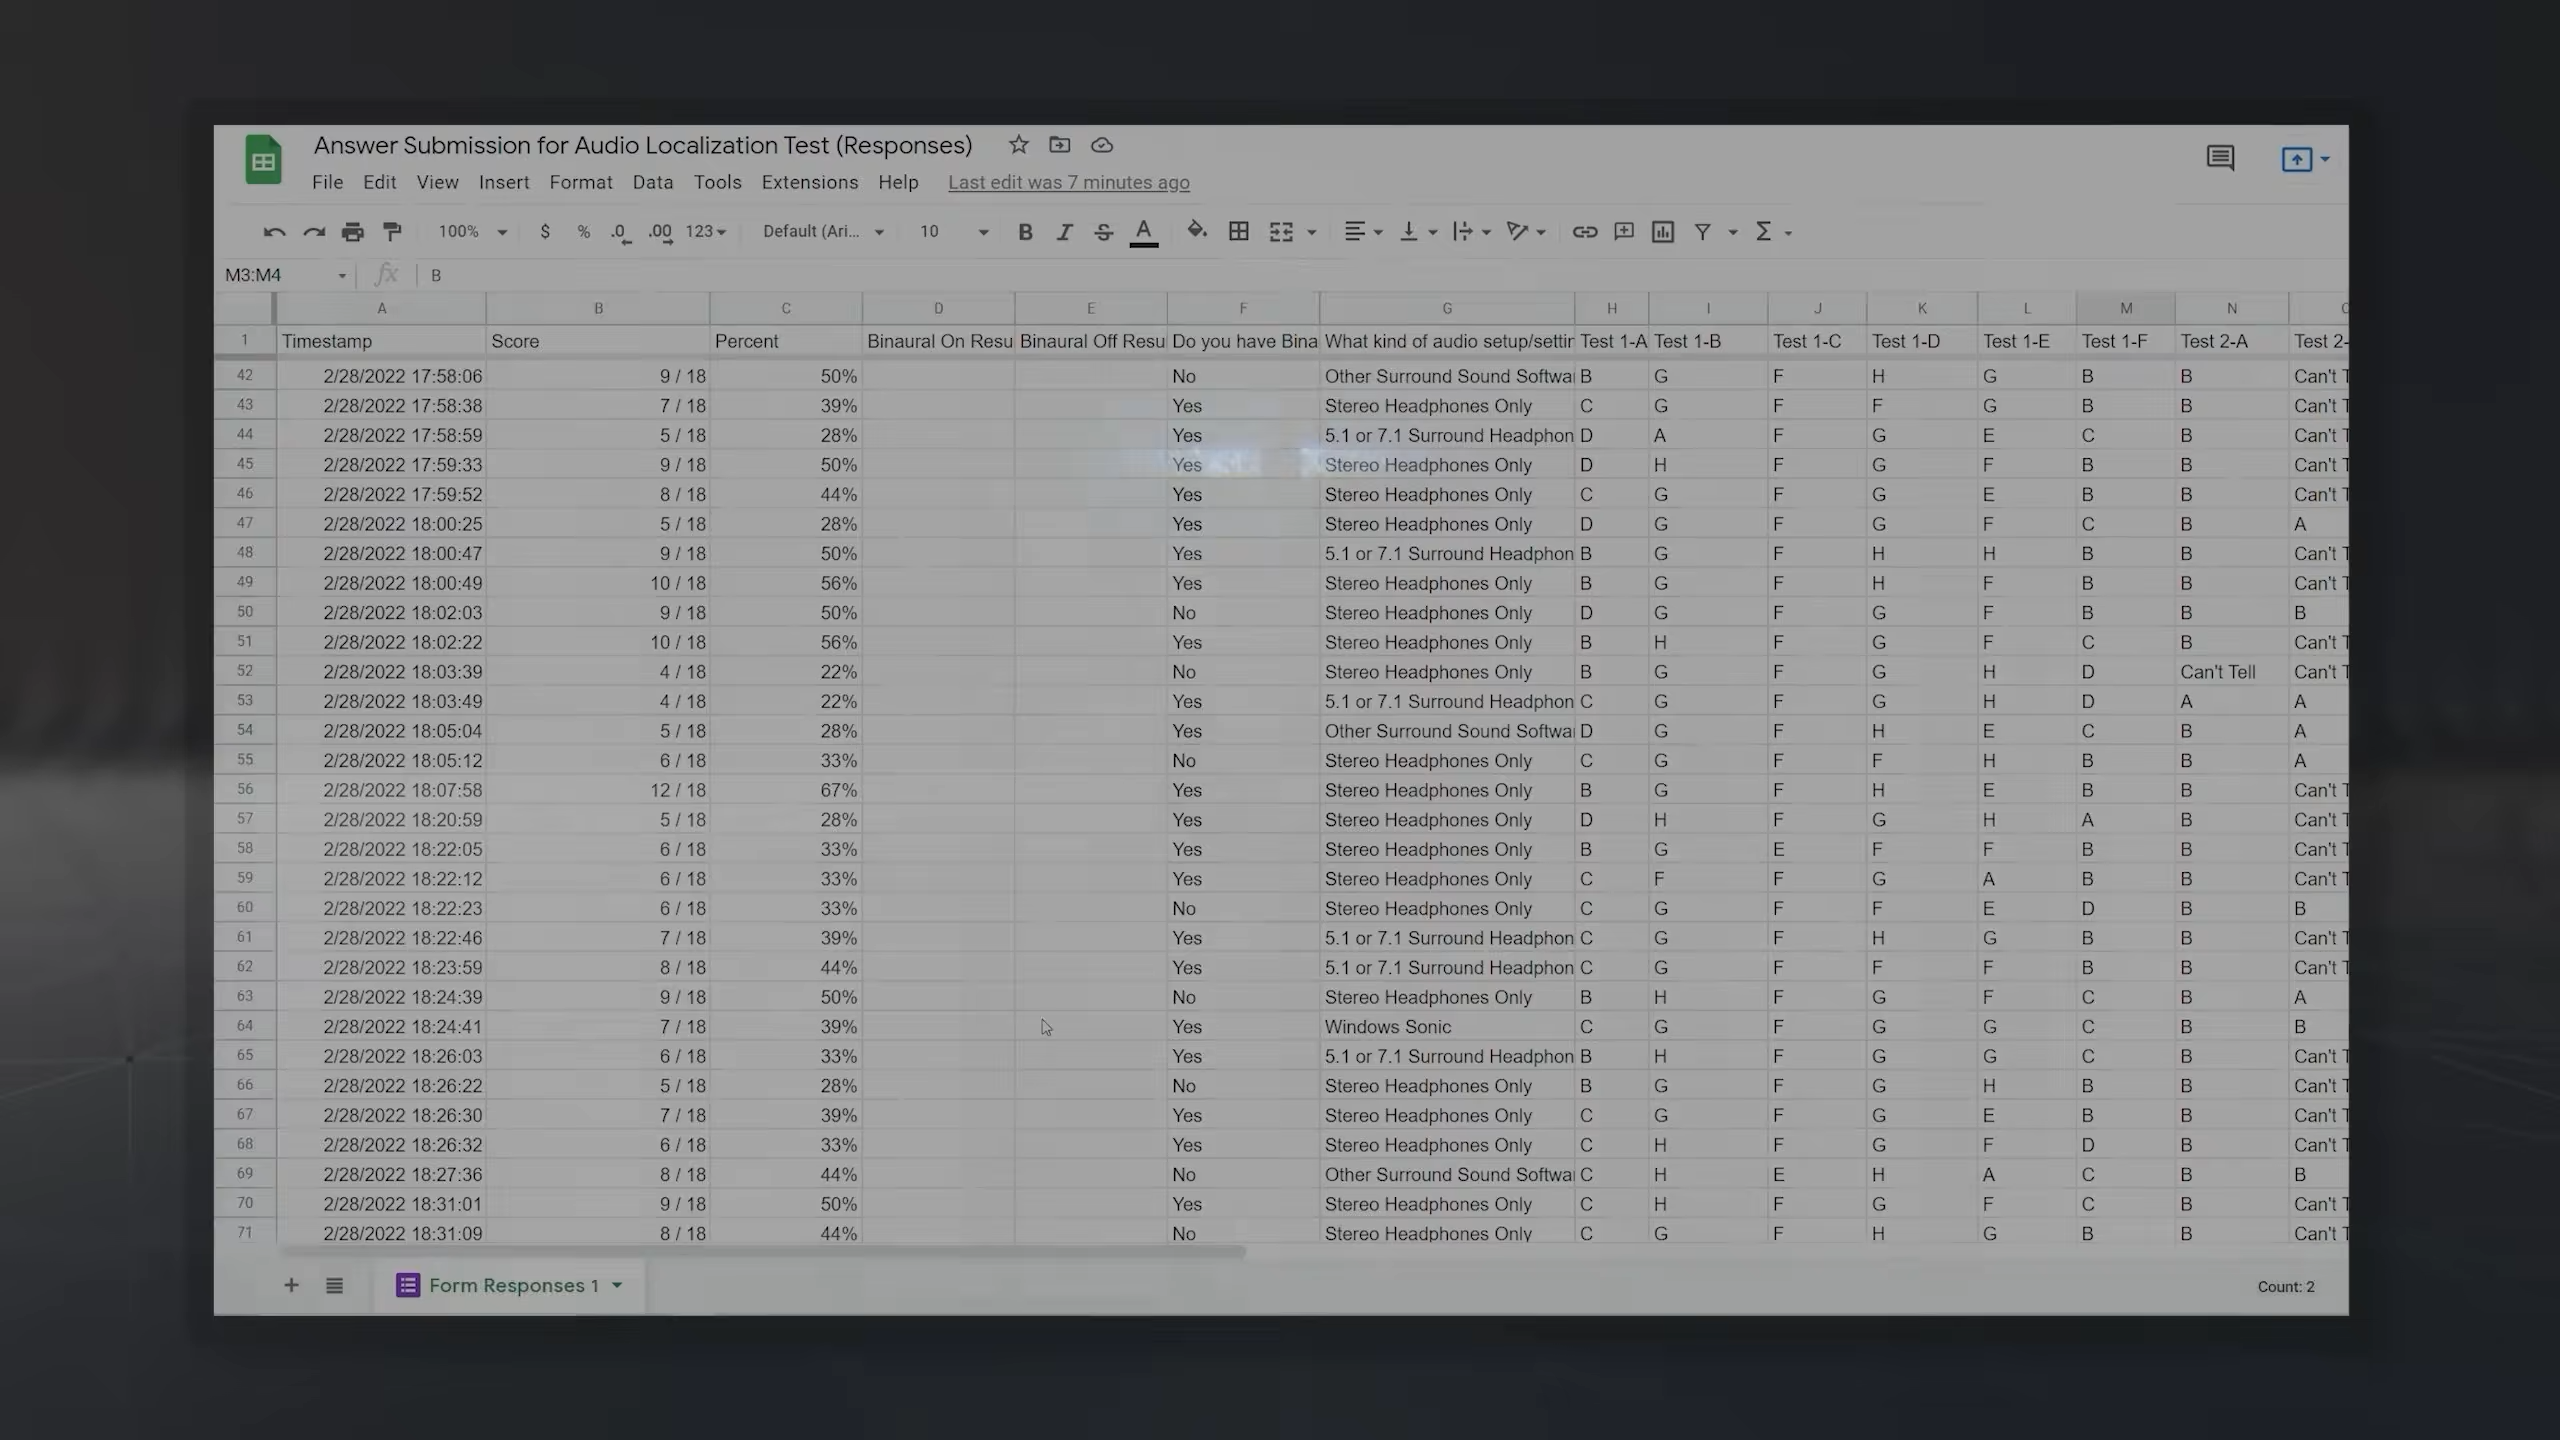 Answer Submission for Audio Localization Test (Responses)
File Edit View Insert Format Data Tools Extensions Help Last edit was 7 minutes ago
100% $ % .0 .00 123 Default (Ari... 10 B I S A Σ
M3:M4 fx B
A B C D E F G H I J K L M N
1 Timestamp Score Percent Binaural On Resu Binaural Off Resu Do you have Bina What kind of audio setup/settin Test 1-A Test 1-B Test 1-C Test 1-D Test 1-E Test 1-F Test 2-A Test 2-
42 2/28/2022 17:58:06 9 / 18 50% No Other Surround Sound Softwa B G F H G B B Can't T
43 2/28/2022 17:58:38 7 / 18 39% Yes Stereo Headphones Only C G F F G B B Can't T
44 2/28/2022 17:58:59 5 / 18 28% Yes 5.1 or 7.1 Surround Headphon D A F G E C B Can't T
45 2/28/2022 17:59:33 9 / 18 50% Yes Stereo Headphones Only D H F G F B B Can't T
46 2/28/2022 17:59:52 8 / 18 44% Yes Stereo Headphones Only C G F G E B B Can't T
47 2/28/2022 18:00:25 5 / 18 28% Yes Stereo Headphones Only D G F G F C B A
48 2/28/2022 18:00:47 9 / 18 50% Yes 5.1 or 7.1 Surround Headphon B G F H H B B Can't T
49 2/28/2022 18:00:49 10 / 18 56% Yes Stereo Headphones Only B G F H F B B Can't T
50 2/28/2022 18:02:03 9 / 18 50% No Stereo Headphones Only D G F G F B B B
51 2/28/2022 18:02:22 10 / 18 56% Yes Stereo Headphones Only B H F G F C B Can't T
52 2/28/2022 18:03:39 4 / 18 22% No Stereo Headphones Only B G F G H D Can't Tell Can't T
53 2/28/2022 18:03:49 4 / 18 22% Yes 5.1 or 7.1 Surround Headphon C G F G H D A A
54 2/28/2022 18:05:04 5 / 18 28% Yes Other Surround Sound Softwa D G F H E C B A
55 2/28/2022 18:05:12 6 / 18 33% No Stereo Headphones Only C G F F H B B A
56 2/28/2022 18:07:58 12 / 18 67% Yes Stereo Headphones Only B G F H E B B Can't T
57 2/28/2022 18:20:59 5 / 18 28% Yes Stereo Headphones Only D H F G H A B Can't T
58 2/28/2022 18:22:05 6 / 18 33% Yes Stereo Headphones Only B G E F F B B Can't T
59 2/28/2022 18:22:12 6 / 18 33% Yes Stereo Headphones Only C F F G A B B Can't T
60 2/28/2022 18:22:23 6 / 18 33% No Stereo Headphones Only C G F F E D B B
61 2/28/2022 18:22:46 7 / 18 39% Yes 5.1 or 7.1 Surround Headphon C G F H G B B Can't T
62 2/28/2022 18:23:59 8 / 18 44% Yes 5.1 or 7.1 Surround Headphon C G F F F B B Can't T
63 2/28/2022 18:24:39 9 / 18 50% No Stereo Headphones Only B H F G F C B A
64 2/28/2022 18:24:41 7 / 18 39% Yes Windows Sonic C G F G G C B B
65 2/28/2022 18:26:03 6 / 18 33% Yes 5.1 or 7.1 Surround Headphon B H F G G C B Can't T
66 2/28/2022 18:26:22 5 / 18 28% No Stereo Headphones Only B G F G H B B Can't T
67 2/28/2022 18:26:30 7 / 18 39% Yes Stereo Headphones Only C G F G E B B Can't T
68 2/28/2022 18:26:32 6 / 18 33% Yes Stereo Headphones Only C H F G F D B Can't T
69 2/28/2022 18:27:36 8 / 18 44% No Other Surround Sound Softwa C H E H A C B B
70 2/28/2022 18:31:01 9 / 18 50% Yes Stereo Headphones Only C H F G F C B Can't T
71 2/28/2022 18:31:09 8 / 18 44% No Stereo Headphones Only C G F H G B B Can't T
Form Responses 1 Count: 2